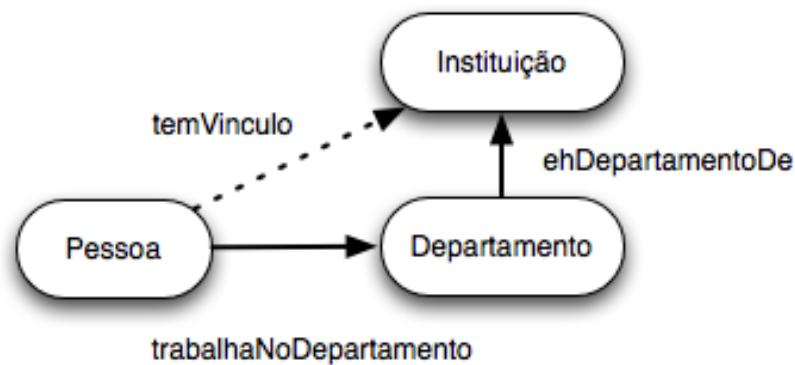 Instituição
temVinculo
ehDepartamentoDe
Pessoa
Departamento
trabalhaNoDepartamento